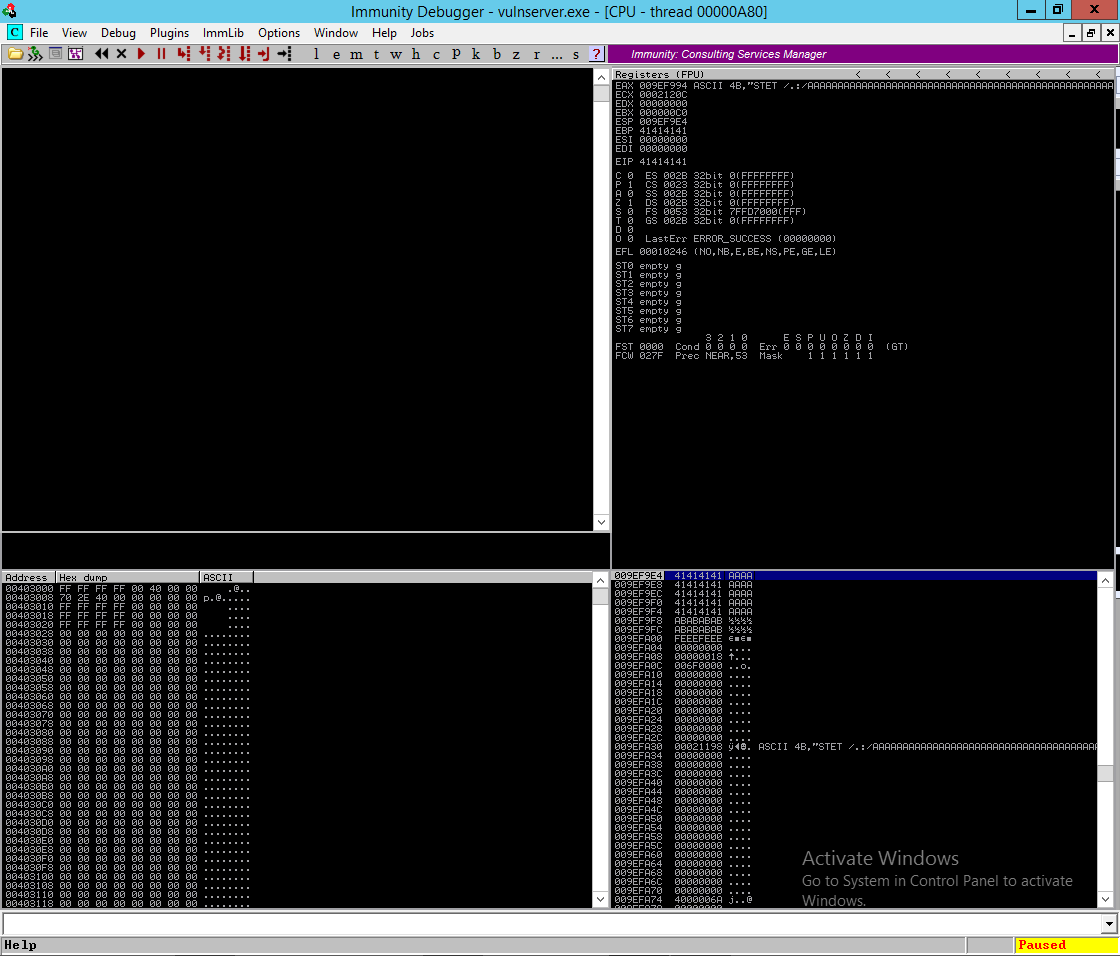 Immunity Debugger - vulnserver.exe - [CPU - thread 00000A80]
C File View Debug Plugins ImmLib Options Window Help Jobs
l e m t w h c P k b z r ... s ?
Immunity: Consulting Services Manager
Registers (FPU) < < < < < < < < <
EAX 009EF994 ASCII 4B,"STET /.:/AAAAAAAAAAAAAAAAAAAAAAAAAAAAAAAAAAAAAAAAAAAAAAAAAA
ECX 0002120C
EDX 00000000
EBX 000000C0
ESP 009EF9E4
EBP 41414141
ESI 00000000
EDI 00000000
EIP 41414141
C 0 ES 002B 32bit 0(FFFFFFFF)
P 1 CS 0023 32bit 0(FFFFFFFF)
A 0 SS 002B 32bit 0(FFFFFFFF)
Z 1 DS 002B 32bit 0(FFFFFFFF)
S 0 FS 0053 32bit 7FFD7000(FFF)
T 0 GS 002B 32bit 0(FFFFFFFF)
D 0
O 0 LastErr ERROR_SUCCESS (00000000)
EFL 00010246 (NO,NB,E,BE,NS,PE,GE,LE)
ST0 empty g
ST1 empty g
ST2 empty g
ST3 empty g
ST4 empty g
ST5 empty g
ST6 empty g
ST7 empty g
3 2 1 0 E S P U O Z D I
FST 0000 Cond 0 0 0 0 Err 0 0 0 0 0 0 0 0 (GT)
FCW 027F Prec NEAR,53 Mask 1 1 1 1 1 1
Address Hex dump ASCII
00403000 FF FF FF FF 00 40 00 00 .@..
00403008 70 2E 40 00 00 00 00 00 p.@.....
00403010 FF FF FF FF 00 00 00 00 ....
00403018 FF FF FF FF 00 00 00 00 ....
00403020 FF FF FF FF 00 00 00 00 ....
00403028 00 00 00 00 00 00 00 00 ........
00403030 00 00 00 00 00 00 00 00 ........
00403038 00 00 00 00 00 00 00 00 ........
00403040 00 00 00 00 00 00 00 00 ........
00403048 00 00 00 00 00 00 00 00 ........
00403050 00 00 00 00 00 00 00 00 ........
00403058 00 00 00 00 00 00 00 00 ........
00403060 00 00 00 00 00 00 00 00 ........
00403068 00 00 00 00 00 00 00 00 ........
00403070 00 00 00 00 00 00 00 00 ........
00403078 00 00 00 00 00 00 00 00 ........
00403080 00 00 00 00 00 00 00 00 ........
00403088 00 00 00 00 00 00 00 00 ........
00403090 00 00 00 00 00 00 00 00 ........
00403098 00 00 00 00 00 00 00 00 ........
004030A0 00 00 00 00 00 00 00 00 ........
004030A8 00 00 00 00 00 00 00 00 ........
004030B0 00 00 00 00 00 00 00 00 ........
004030B8 00 00 00 00 00 00 00 00 ........
004030C0 00 00 00 00 00 00 00 00 ........
004030C8 00 00 00 00 00 00 00 00 ........
004030D0 00 00 00 00 00 00 00 00 ........
004030D8 00 00 00 00 00 00 00 00 ........
004030E0 00 00 00 00 00 00 00 00 ........
004030E8 00 00 00 00 00 00 00 00 ........
004030F0 00 00 00 00 00 00 00 00 ........
004030F8 00 00 00 00 00 00 00 00 ........
00403100 00 00 00 00 00 00 00 00 ........
00403108 00 00 00 00 00 00 00 00 ........
00403110 00 00 00 00 00 00 00 00 ........
00403118 00 00 00 00 00 00 00 00 ........
009EF9E4 41414141 AAAA
009EF9E8 41414141 AAAA
009EF9EC 41414141 AAAA
009EF9F0 41414141 AAAA
009EF9F4 41414141 AAAA
009EF9F8 ABABABAB ½½½½
009EF9FC ABABABAB ½½½½
009EFA00 FEEEFEEE ε■ε■
009EFA04 00000000 ....
009EFA08 00000018 ↑...
009EFA0C 006F0000 ..o.
009EFA10 00000000 ....
009EFA14 00000000 ....
009EFA18 00000000 ....
009EFA1C 00000000 ....
009EFA20 00000000 ....
009EFA24 00000000 ....
009EFA28 00000000 ....
009EFA2C 00000000 ....
009EFA30 00021198 ÿ◄☻. ASCII 4B,"STET /.:/AAAAAAAAAAAAAAAAAAAAAAAAAAAAAAAAAAAAA
009EFA34 00000000 ....
009EFA38 00000000 ....
009EFA3C 00000000 ....
009EFA40 00000000 ....
009EFA44 00000000 ....
009EFA48 00000000 ....
009EFA4C 00000000 ....
009EFA50 00000000 ....
009EFA54 00000000 ....
009EFA58 00000000 ....
009EFA5C 00000000 ....
009EFA60 00000000 ....
009EFA64 00000000 ....
009EFA68 00000000 ....
009EFA6C 00000000 ....
009EFA70 00000000 ....
009EFA74 4000006A j..@
Activate Windows
Go to System in Control Panel to activate
Windows.
Help
Paused